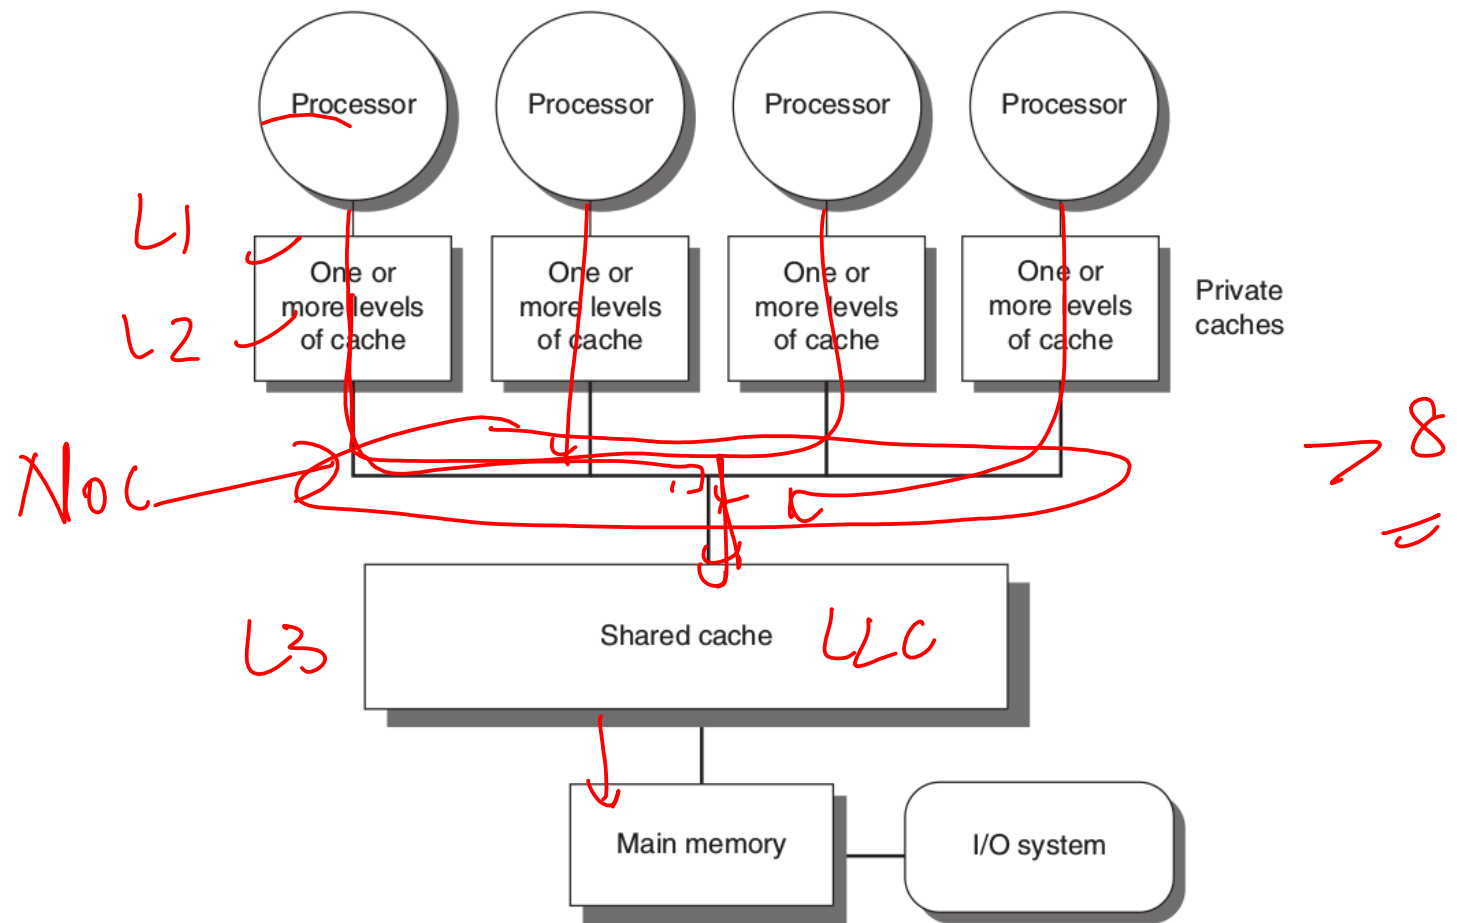 Processor
Processor
Processor
Processor
L1
One or
more levels
of cache
One or
more levels
of cache
One or
more levels
of cache
One or
more levels
of cache
Private
caches
L2
8
NOC
L3
Shared cache
LLC
Main memory
I/O system